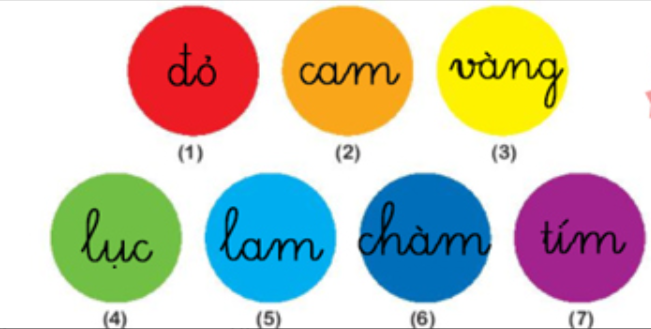 đỏ cam vàng
(1) (2) (3)
lục lam chàm tím
(4) (5) (6) (7)